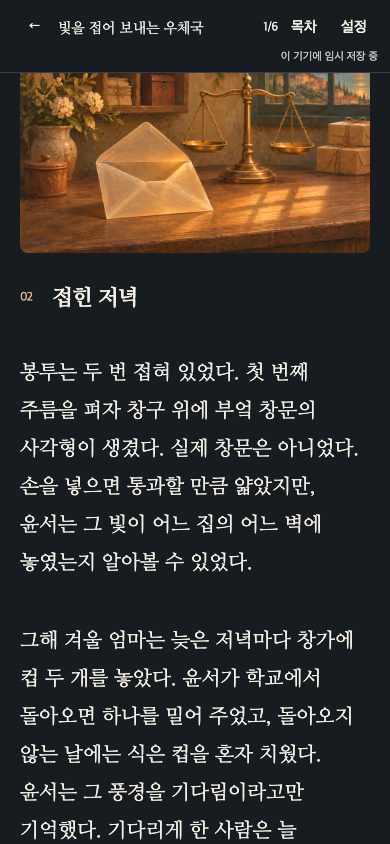 ← 빛을 접어 보내는 우체국 1/6 목차 설정
이 기기에 임시 저장 중
02 접힌 저녁
봉투는 두 번 접혀 있었다. 첫 번째
주름을 펴자 창구 위에 부엌 창문의
사각형이 생겼다. 실제 창문은 아니었다.
손을 넣으면 통과할 만큼 얇았지만,
윤서는 그 빛이 어느 집의 어느 벽에
놓였는지 알아볼 수 있었다.
그해 겨울 엄마는 늦은 저녁마다 창가에
컵 두 개를 놓았다. 윤서가 학교에서
돌아오면 하나를 밀어 주었고, 돌아오지
않는 날에는 식은 컵을 혼자 치웠다.
윤서는 그 풍경을 기다림이라고만
기억했다. 기다리게 한 사람은 늘